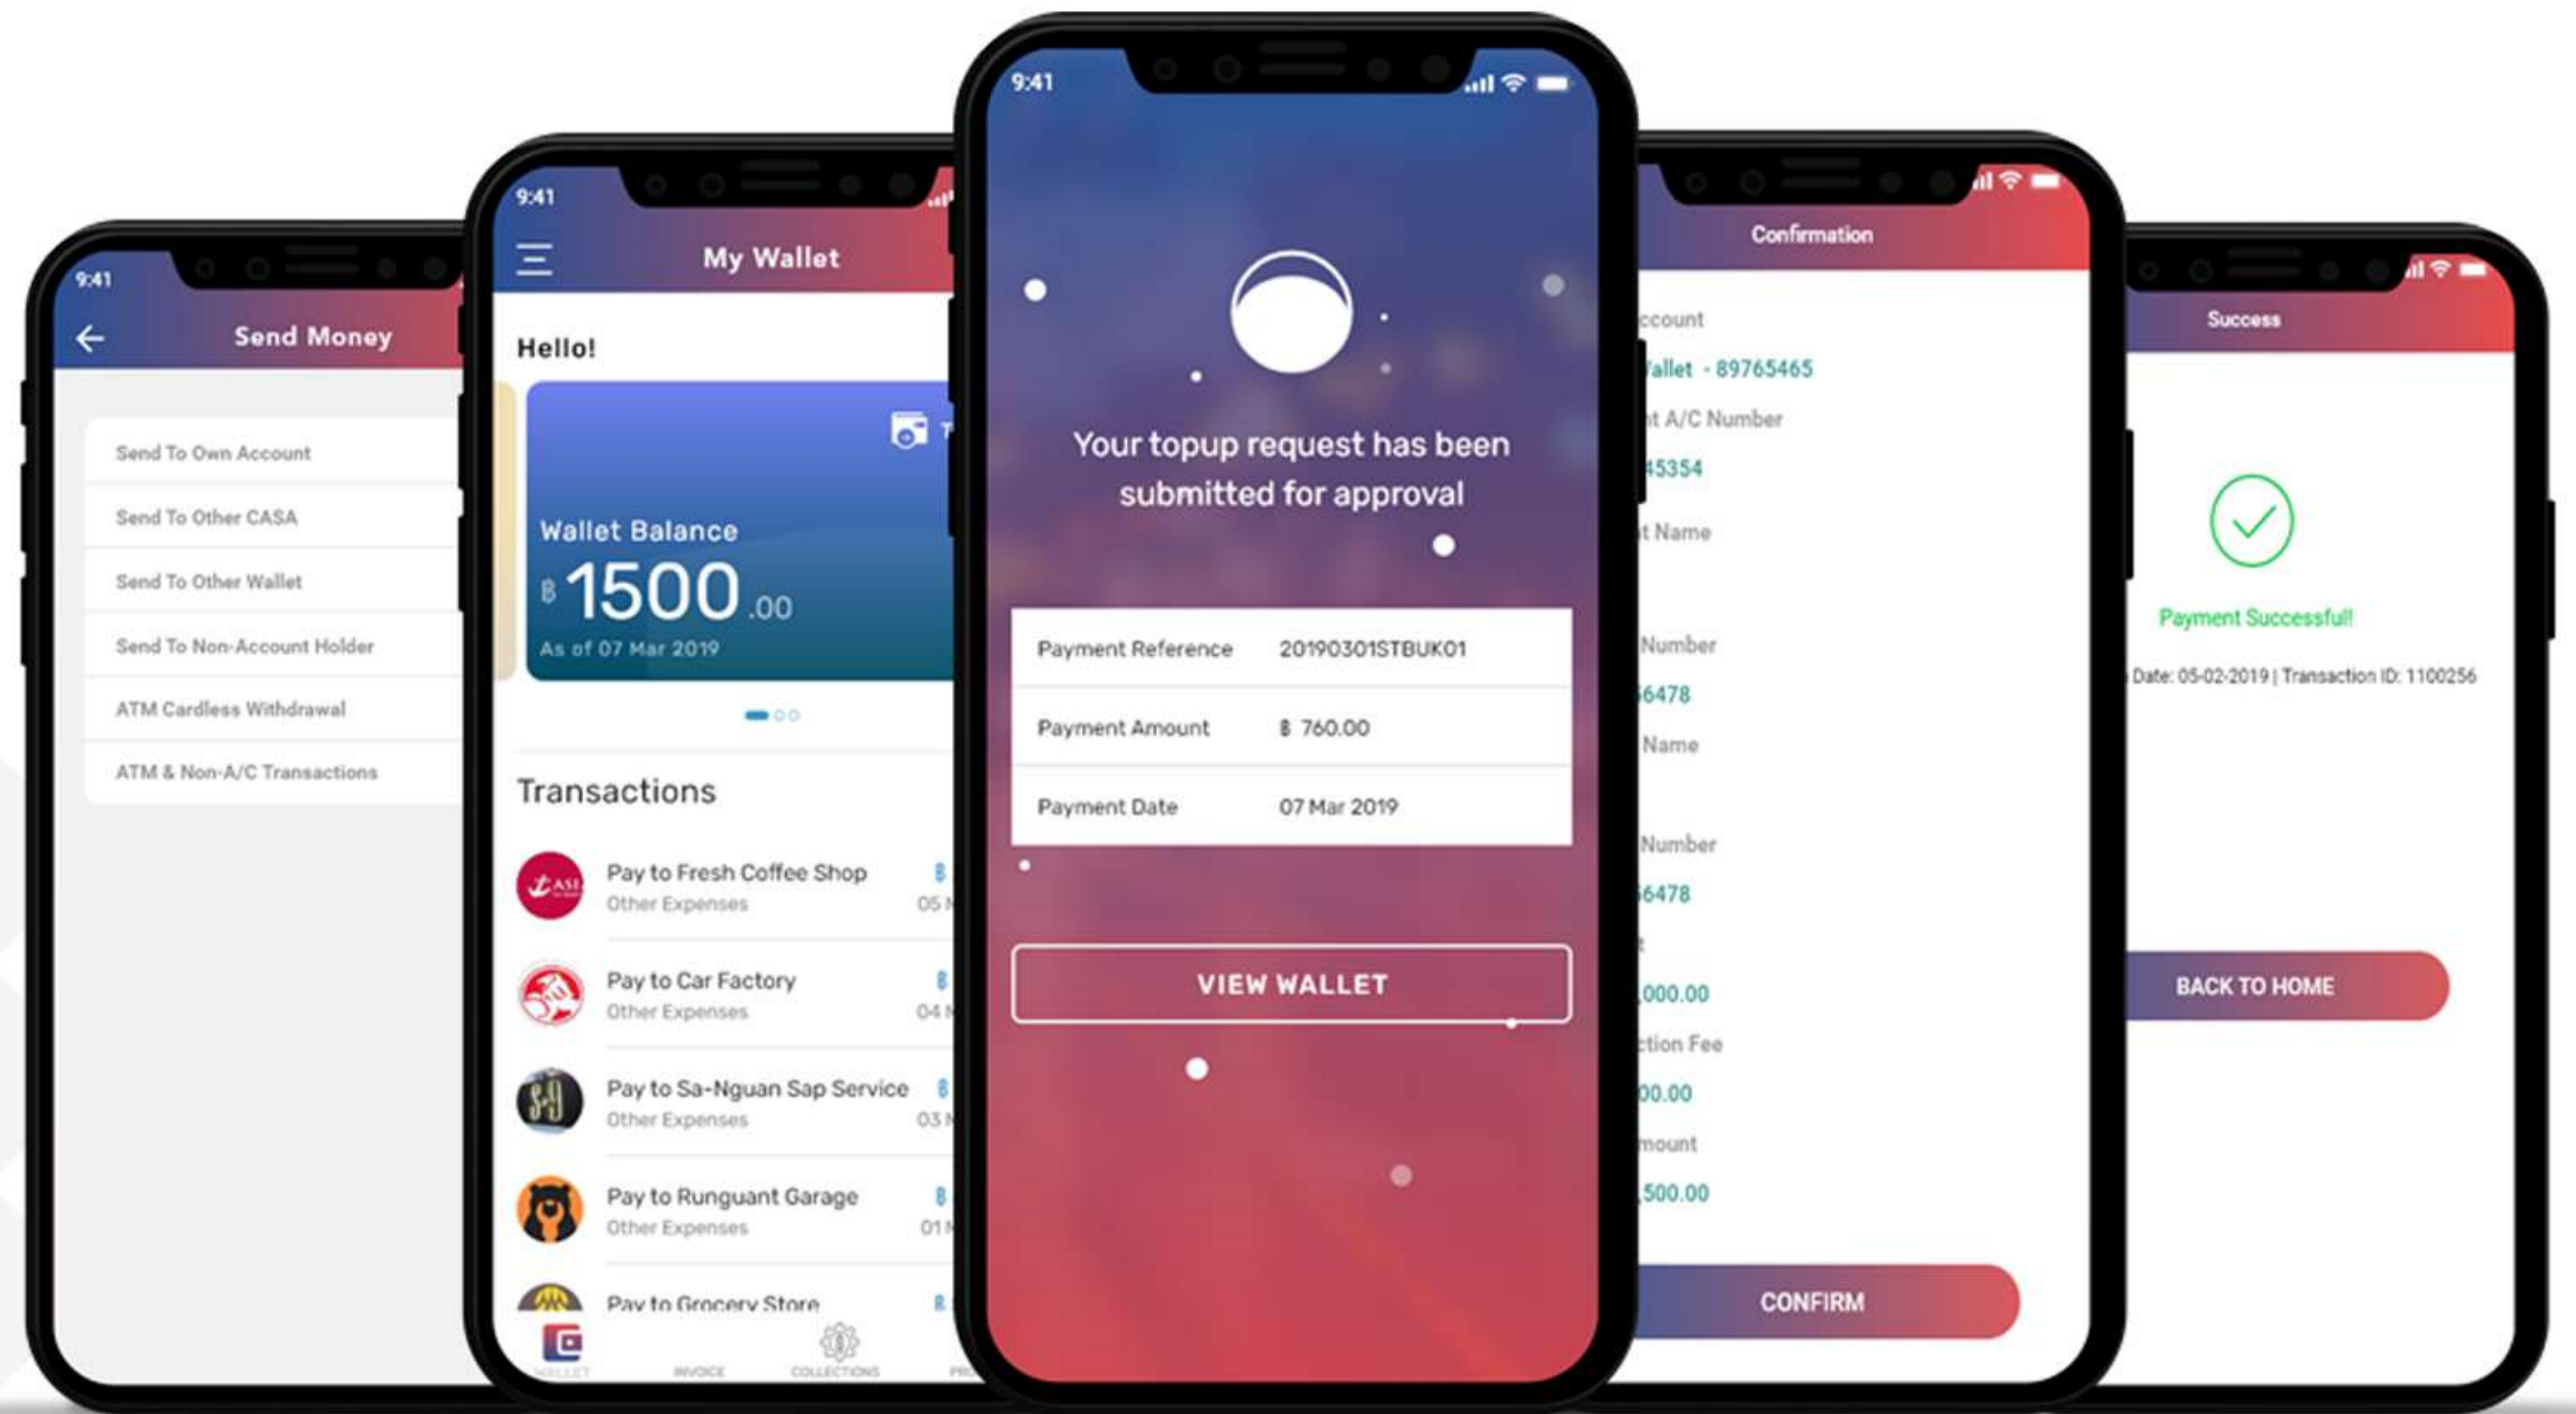 9:41
Send Money
Send To Own Account
Send To Other CASA
Send To Other Wallet
Send To Non-Account Holder
ATM Cardless Withdrawal
ATM & Non-A/C Transactions
9:41
My Wallet
Hello!
Wallet Balance
฿ 1500.00
As of 07 Mar 2019
Transactions
Pay to Fresh Coffee Shop ฿
Other Expenses 05
Pay to Car Factory ฿
Other Expenses 04
S-9
Pay to Sa-Nguan Sap Service ฿
Other Expenses 03
Pay to Runguant Garage ฿
Other Expenses 01
Pay to Grocery Store ฿
WALLET INVOICE COLLECTIONS
9:41
Your topup request has been
submitted for approval
Payment Reference 20190301STBUK01
Payment Amount ฿ 760.00
Payment Date 07 Mar 2019
VIEW WALLET
Confirmation
ccount
allet - 89765465
t A/C Number
45354
t Name
Number
6478
Name
Number
6478
t
,000.00
ction Fee
00.00
mount
,500.00
CONFIRM
Success
Payment Successful!
Date: 05-02-2019 | Transaction ID: 1100256
BACK TO HOME